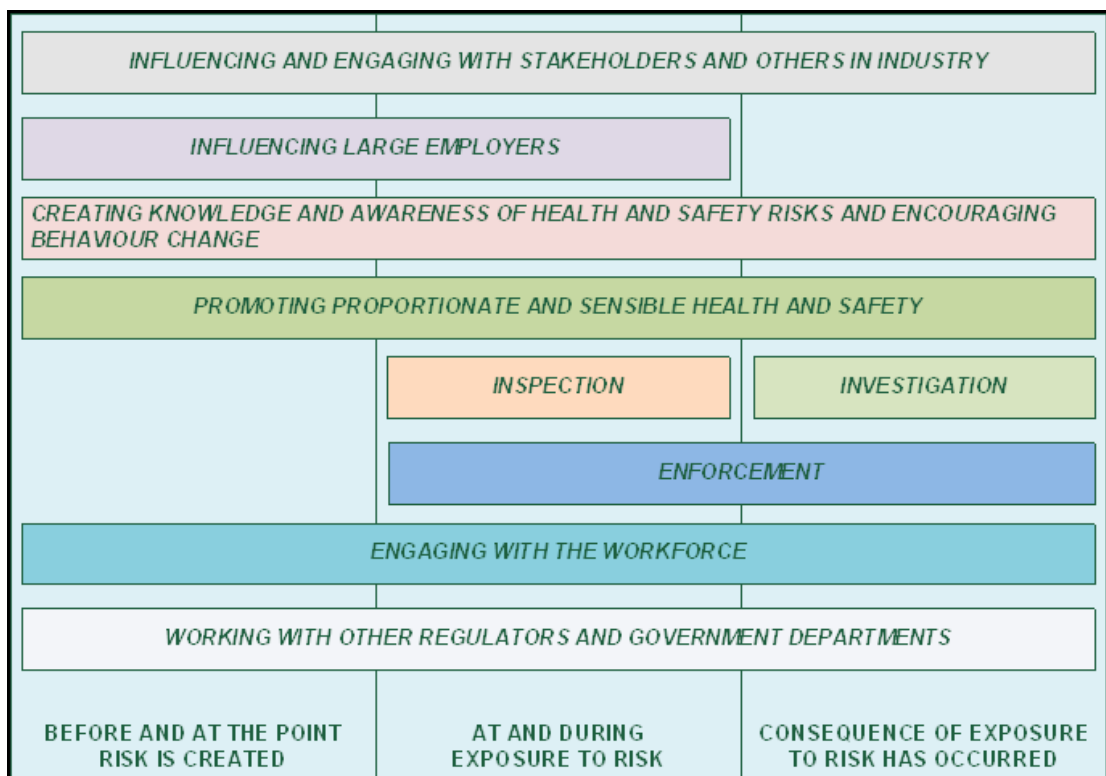 INFLUENCING AND ENGAGING WITH STAKEHOLDERS AND OTHERS IN INDUSTRY
INFLUENCING LARGE EMPLOYERS
CREATING KNOWLEDGE AND AWARENESS OF HEALTH AND SAFETY RISKS AND ENCOURAGING
BEHAVIOUR CHANGE
PROMOTING PROPORTIONATE AND SENSIBLE HEALTH AND SAFETY
INSPECTION
INVESTIGATION
ENFORCEMENT
ENGAGING WITH THE WORKFORCE
WORKING WITH OTHER REGULATORS AND GOVERNMENT DEPARTMENTS
BEFORE AND AT THE POINT
RISK IS CREATED
AT AND DURING
EXPOSURE TO RISK
CONSEQUENCE OF EXPOSURE
TO RISK HAS OCCURRED